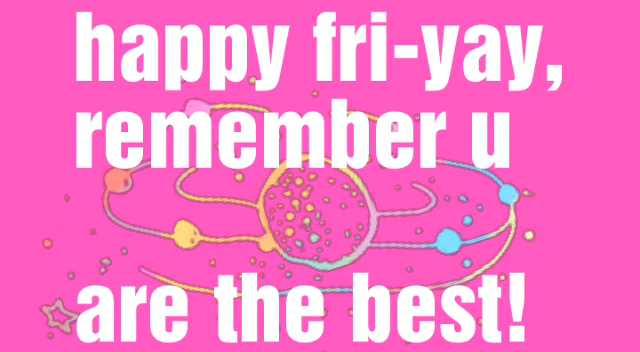 happy fri-yay,
remember u
are the best!